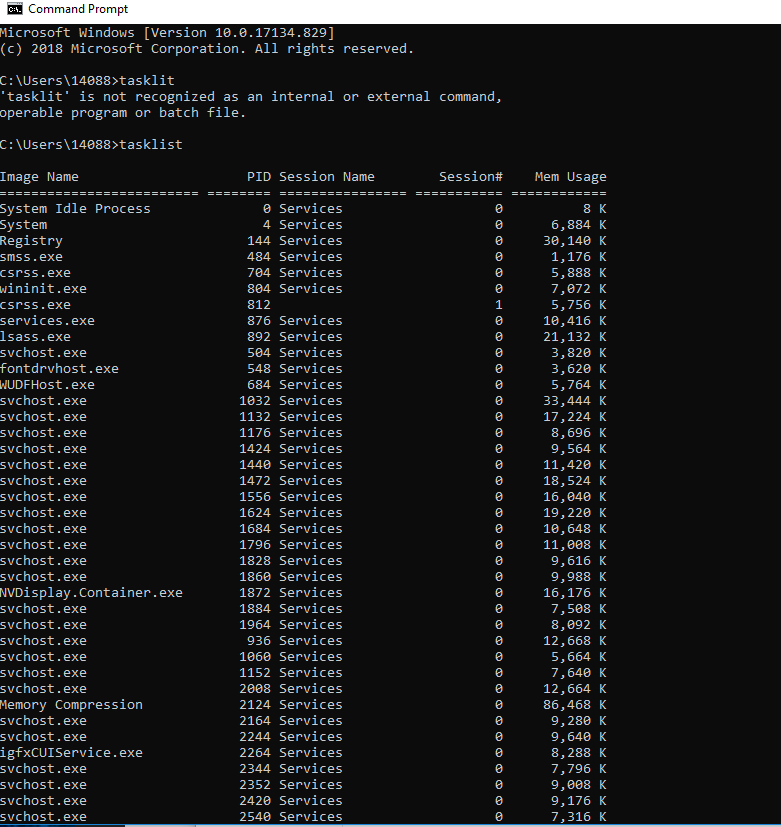 Command Prompt
Microsoft Windows [Version 10.0.17134.829]
(c) 2018 Microsoft Corporation. All rights reserved.
C:\Users\14088>tasklit
'tasklit' is not recognized as an internal or external command,
operable program or batch file.
C:\Users\14088>tasklist
Image Name                     PID Session Name        Session#    Mem Usage
========================= ======== ================ =========== ============
System Idle Process              0 Services                   0          8 K
System                           4 Services                   0      6,884 K
Registry                       144 Services                   0     30,140 K
smss.exe                       484 Services                   0      1,176 K
csrss.exe                      704 Services                   0      5,888 K
wininit.exe                    804 Services                   0      7,072 K
csrss.exe                      812                            1      5,756 K
services.exe                   876 Services                   0     10,416 K
lsass.exe                      892 Services                   0     21,132 K
svchost.exe                    504 Services                   0      3,820 K
fontdrvhost.exe                548 Services                   0      3,620 K
WUDFHost.exe                   684 Services                   0      5,764 K
svchost.exe                   1032 Services                   0     33,444 K
svchost.exe                   1132 Services                   0     17,224 K
svchost.exe                   1176 Services                   0      8,696 K
svchost.exe                   1424 Services                   0      9,564 K
svchost.exe                   1440 Services                   0     11,420 K
svchost.exe                   1472 Services                   0     18,524 K
svchost.exe                   1556 Services                   0     16,040 K
svchost.exe                   1624 Services                   0     19,220 K
svchost.exe                   1684 Services                   0     10,648 K
svchost.exe                   1796 Services                   0     11,008 K
svchost.exe                   1828 Services                   0      9,616 K
svchost.exe                   1860 Services                   0      9,988 K
NVDisplay.Container.exe       1872 Services                   0     16,176 K
svchost.exe                   1884 Services                   0      7,508 K
svchost.exe                   1964 Services                   0      8,092 K
svchost.exe                    936 Services                   0     12,668 K
svchost.exe                   1060 Services                   0      5,664 K
svchost.exe                   1152 Services                   0      7,640 K
svchost.exe                   2008 Services                   0     12,664 K
Memory Compression            2124 Services                   0     86,468 K
svchost.exe                   2164 Services                   0      9,280 K
svchost.exe                   2244 Services                   0      9,640 K
igfxCUIService.exe            2264 Services                   0      8,288 K
svchost.exe                   2344 Services                   0      7,796 K
svchost.exe                   2352 Services                   0      9,008 K
svchost.exe                   2420 Services                   0      9,176 K
svchost.exe                   2540 Services                   0      7,316 K